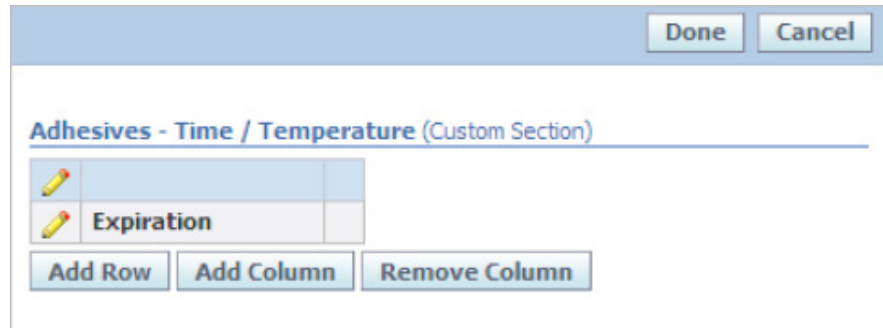 Done Cancel
Adhesives - Time / Temperature (Custom Section)
Expiration
Add Row Add Column Remove Column